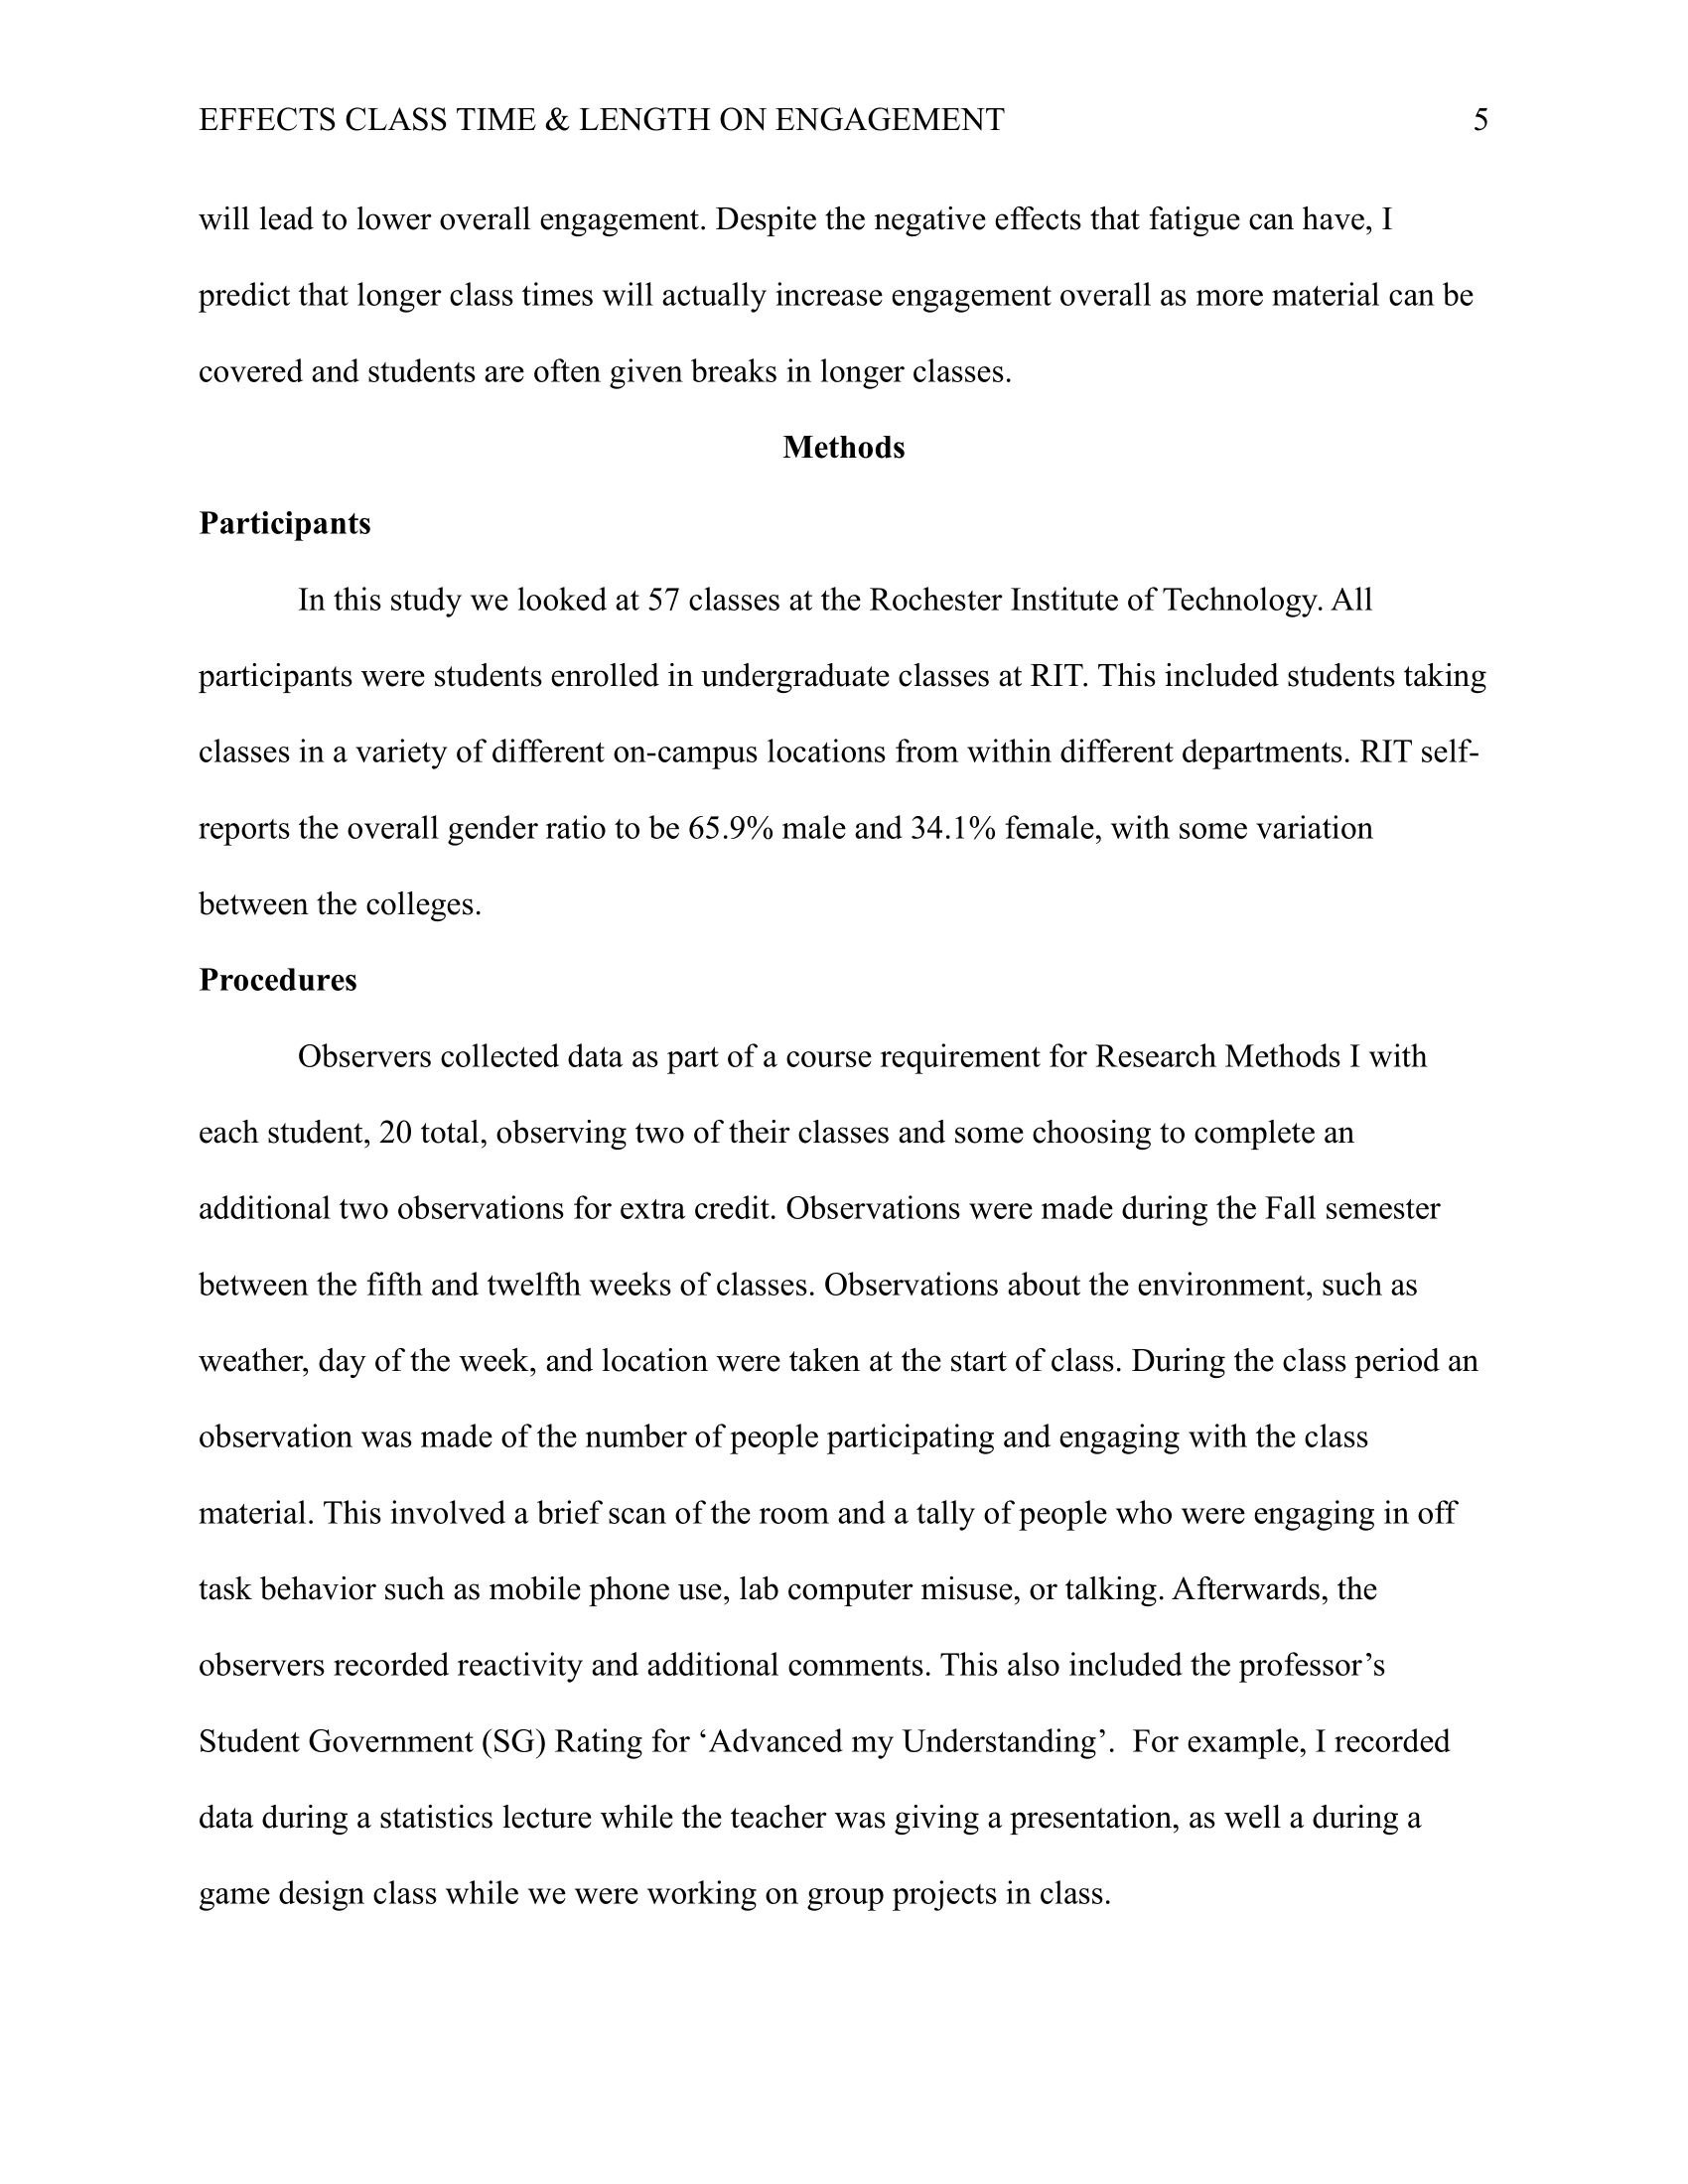 EFFECTS CLASS TIME & LENGTH ON ENGAGEMENT 5
will lead to lower overall engagement. Despite the negative effects that fatigue can have, I
predict that longer class times will actually increase engagement overall as more material can be
covered and students are often given breaks in longer classes.
Methods
Participants
In this study we looked at 57 classes at the Rochester Institute of Technology. All
participants were students enrolled in undergraduate classes at RIT. This included students taking
classes in a variety of different on-campus locations from within different departments. RIT self-
reports the overall gender ratio to be 65.9% male and 34.1% female, with some variation
between the colleges.
Procedures
Observers collected data as part of a course requirement for Research Methods I with
each student, 20 total, observing two of their classes and some choosing to complete an
additional two observations for extra credit. Observations were made during the Fall semester
between the fifth and twelfth weeks of classes. Observations about the environment, such as
weather, day of the week, and location were taken at the start of class. During the class period an
observation was made of the number of people participating and engaging with the class
material. This involved a brief scan of the room and a tally of people who were engaging in off
task behavior such as mobile phone use, lab computer misuse, or talking. Afterwards, the
observers recorded reactivity and additional comments. This also included the professor’s
Student Government (SG) Rating for ‘Advanced my Understanding’.  For example, I recorded
data during a statistics lecture while the teacher was giving a presentation, as well a during a
game design class while we were working on group projects in class.